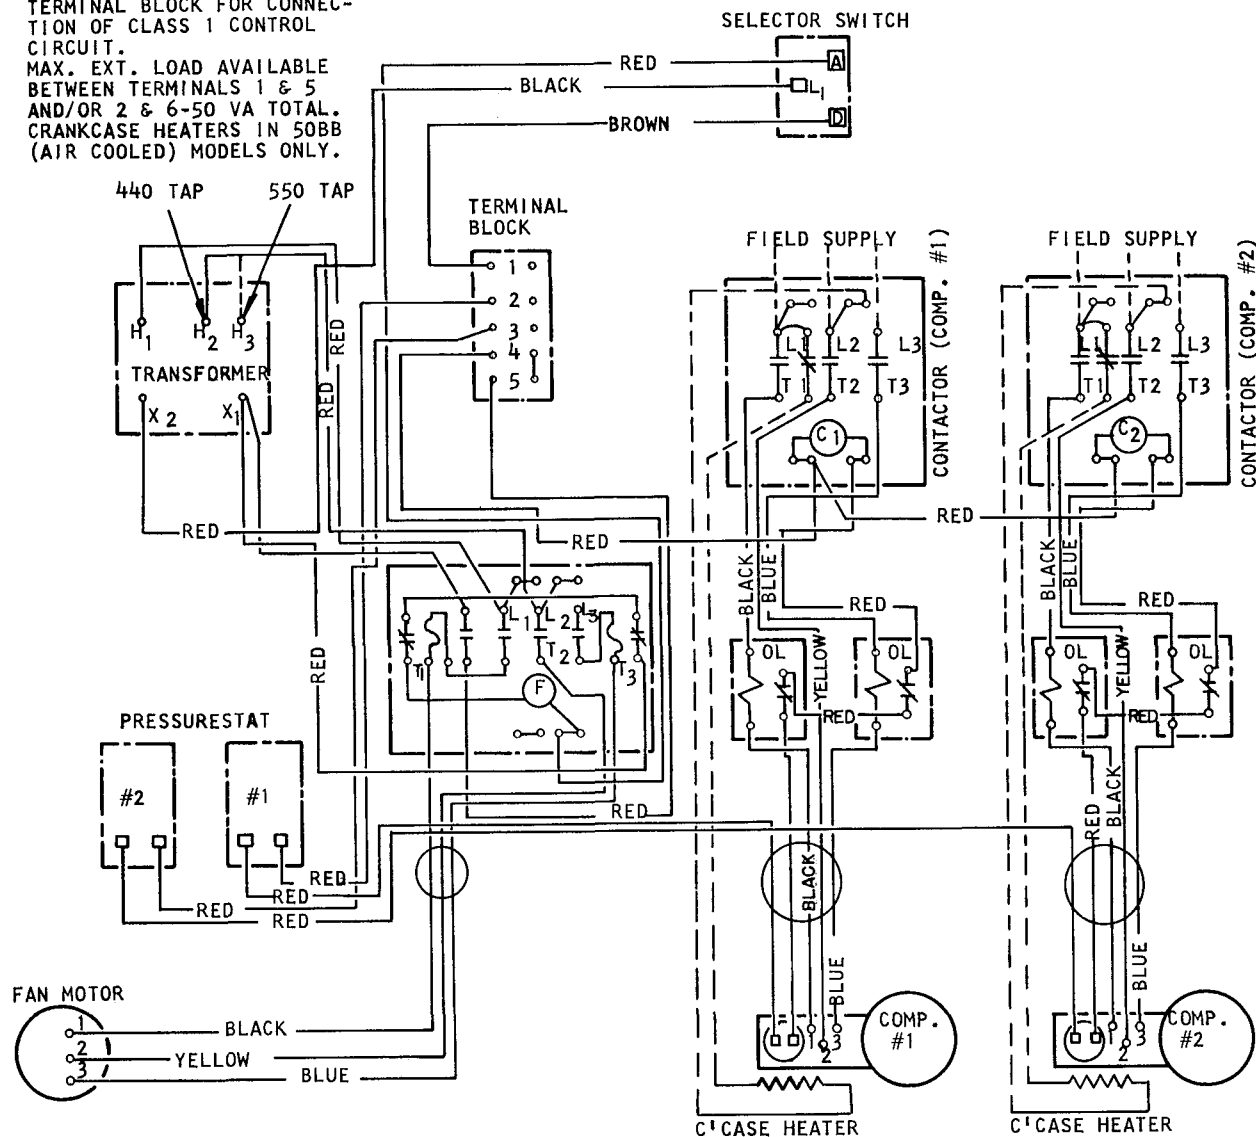 TERMINAL BLOCK FOR CONNEC-
TION OF CLASS 1 CONTROL
CIRCUIT.
MAX. EXT. LOAD AVAILABLE
BETWEEN TERMINALS 1 & 5
AND/OR 2 & 6-50 VA TOTAL.
CRANKCASE HEATERS IN 50BB
(AIR COOLED) MODELS ONLY.
SELECTOR SWITCH
RED
A
BLACK
L1
BROWN
D
440 TAP
550 TAP
H1
H2
H3
TRANSFORMER
X2
X1
RED
RED
RED
TERMINAL
BLOCK
1
2
3
4
5
FIELD SUPPLY
L1
L2
L3
T1
T2
T3
C1
CONTACTOR (COMP. #1)
FIELD SUPPLY
L1
L2
L3
T1
T2
T3
C2
CONTACTOR (COMP. #2)
RED
RED
BLACK
BLUE
RED
BLACK
BLUE
RED
L1
L2
L3
T1
T2
T3
F
RED
OL
OL
YELLOW
RED
OL
OL
YELLOW
RED
PRESSURESTAT
#2
#1
RED
RED
RED
RED
RED
BLACK
BLUE
RED
BLACK
BLUE
FAN MOTOR
1
2
3
BLACK
YELLOW
BLUE
1
2
3
COMP.
#1
1
2
3
COMP.
#2
C'CASE HEATER
C'CASE HEATER